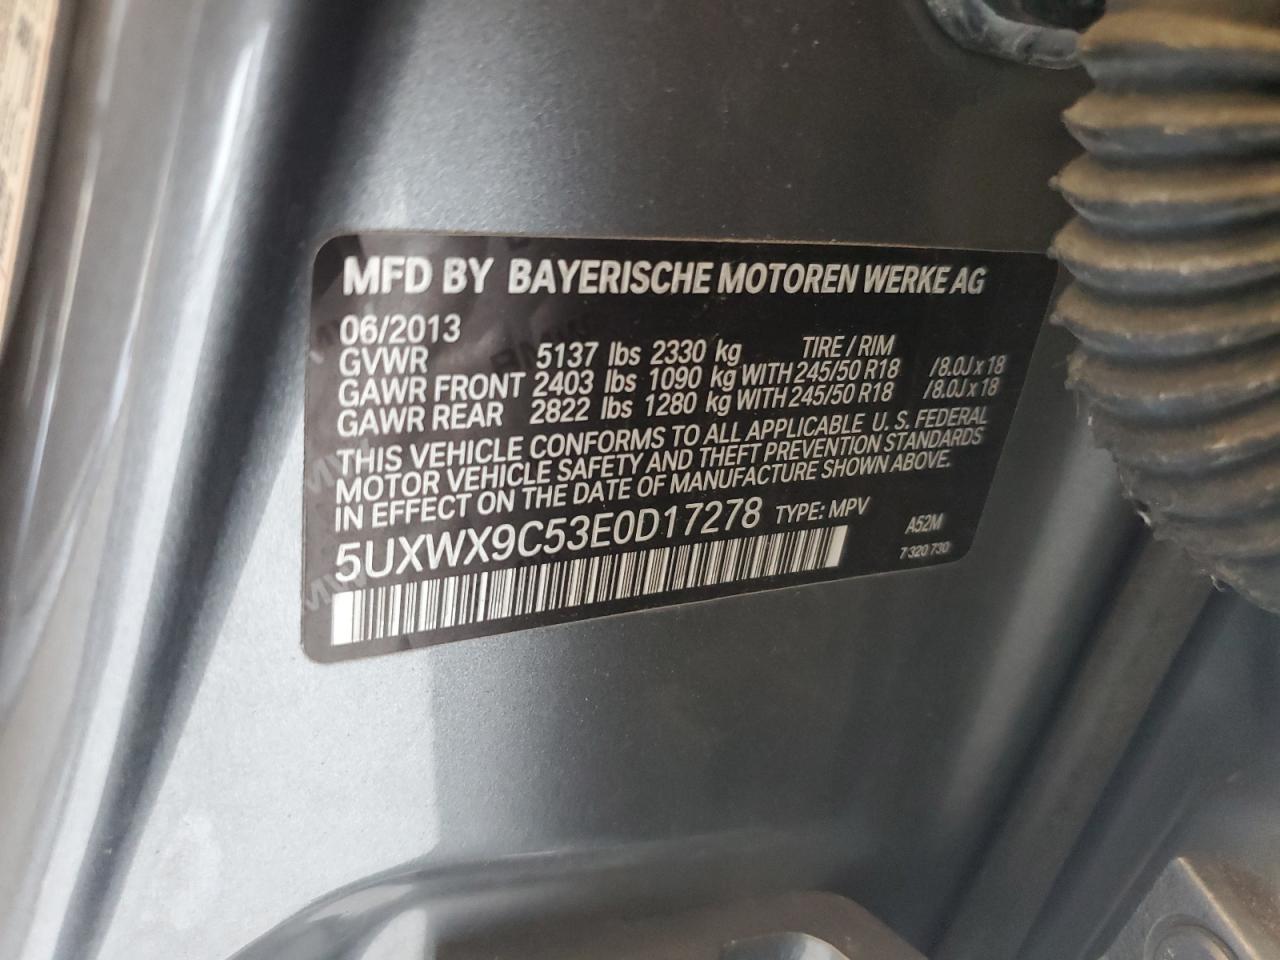 MFD BY BAYERISCHE MOTOREN WERKE AG
06/2013
GVWR 5137 lbs 2330 kg TIRE / RIM
GAWR FRONT 2403 lbs 1090 kg WITH 245/50 R18 /8.0J x 18
GAWR REAR 2822 lbs 1280 kg WITH 245/50 R18 /8.0J x 18
THIS VEHICLE CONFORMS TO ALL APPLICABLE U. S. FEDERAL
MOTOR VEHICLE SAFETY AND THEFT PREVENTION STANDARDS
IN EFFECT ON THE DATE OF MANUFACTURE SHOWN ABOVE.
5UXWX9C53E0D17278 TYPE: MPV
A52M
7 320 730